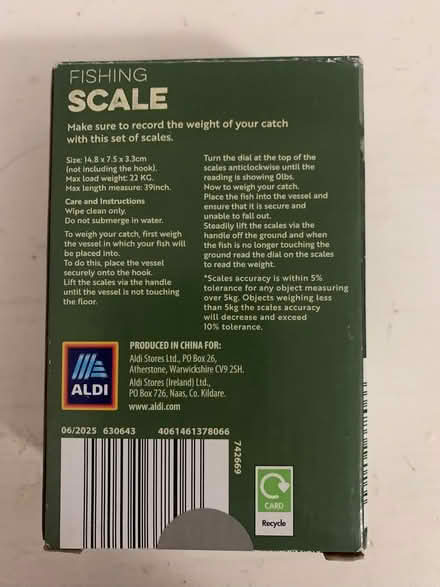 FISHING
SCALE
Make sure to record the weight of your catch
with this set of scales.
Size: 14.8 x 7.5 x 3.3cm
(not including the hook).
Max load weight: 22 KG.
Max length measure: 39inch.
Care and Instructions
Wipe clean only.
Do not submerge in water.
To weigh your catch, first weigh
the vessel in which your fish will
be placed into.
To do this, place the vessel
securely onto the hook.
Lift the scales via the handle
until the vessel is not touching
the floor.
Turn the dial at the top of the
scales anticlockwise until the
reading is showing 0lbs.
Now to weigh your catch.
Place the fish into the vessel and
ensure that it is secure and
unable to fall out.
Steadily lift the scales via the
handle off the ground and when
the fish is no longer touching the
ground read the dial on the scales
to read the weight.
*Scales accuracy is within 5%
tolerance for any object measuring
over 5kg. Objects weighing less
than 5kg the scales accuracy
will decrease and exceed
10% tolerance.
ALDI
PRODUCED IN CHINA FOR:
Aldi Stores Ltd., PO Box 26,
Atherstone, Warwickshire CV9 2SH.
Aldi Stores (Ireland) Ltd.,
PO Box 726, Naas, Co. Kildare.
www.aldi.com
06/2025 630643 4061461378066
742669
CARD
Recycle